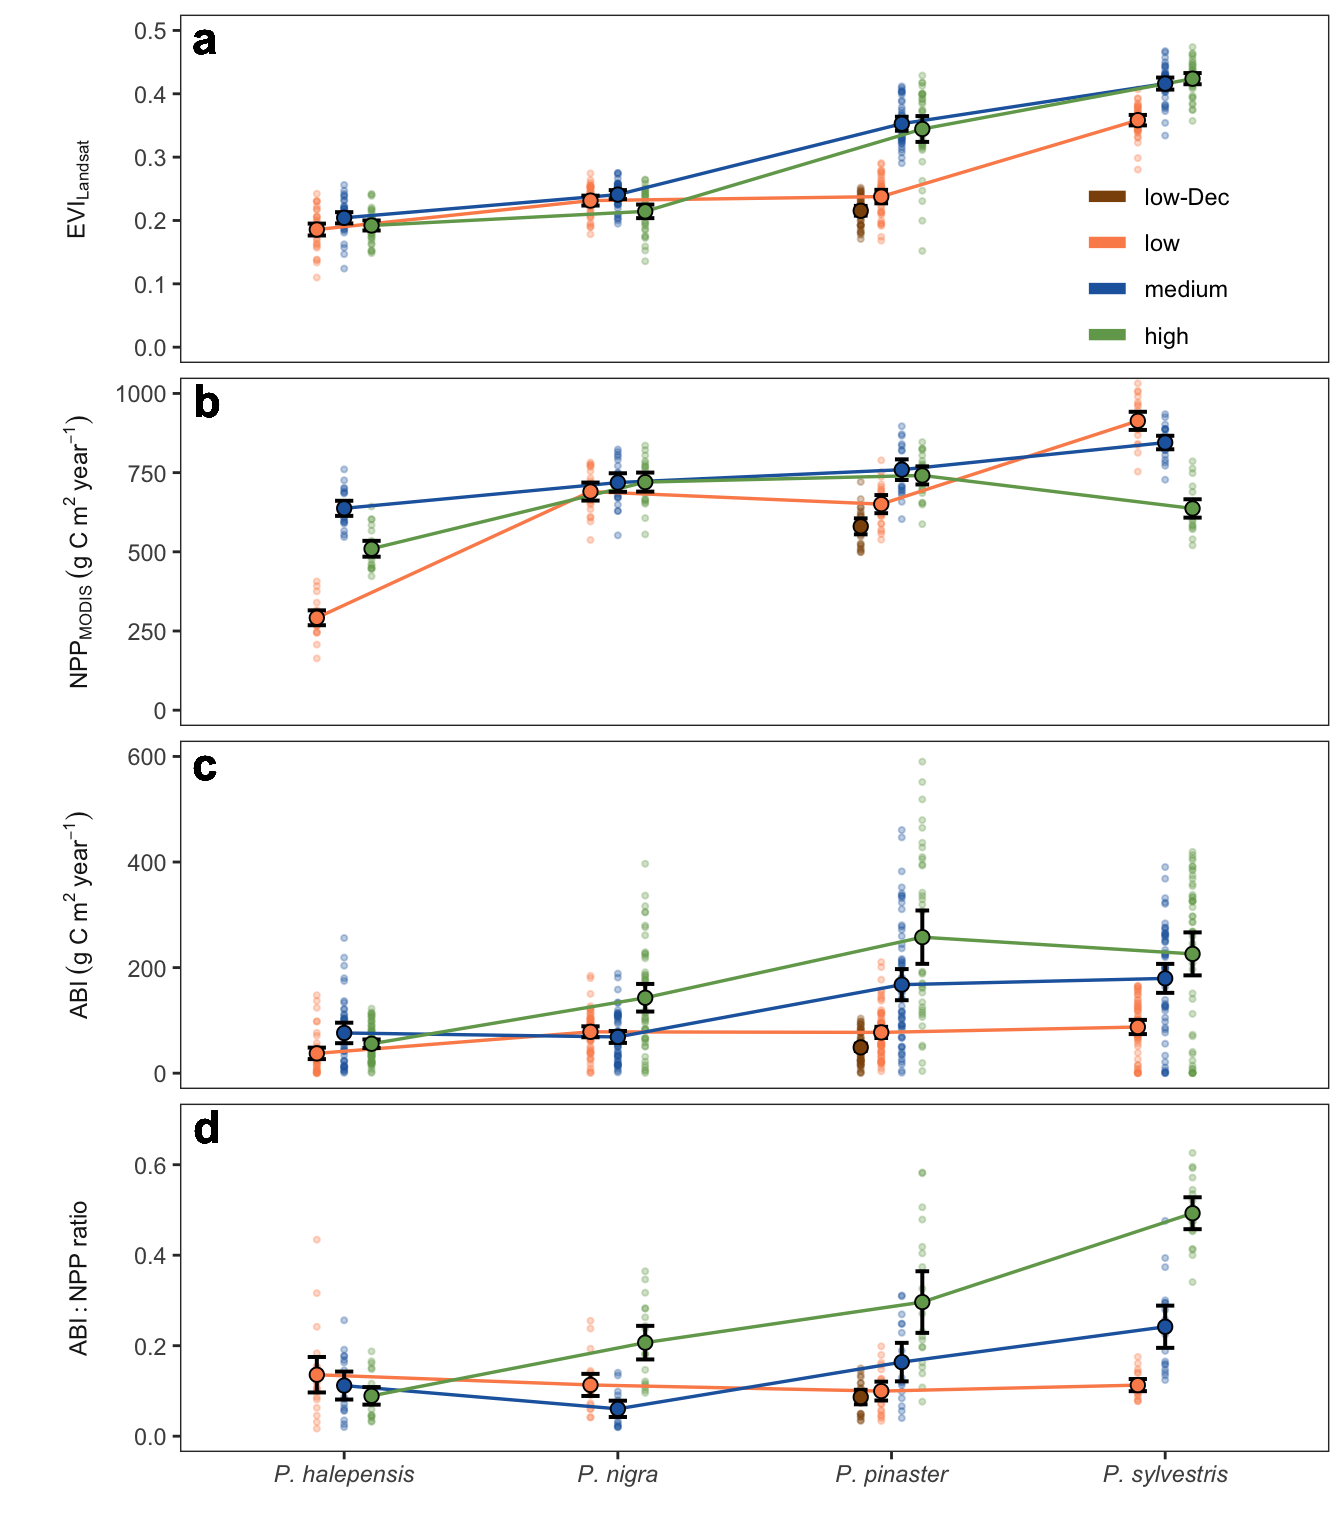 a
0.5
0.4
0.3
0.2
0.1
0.0
EVI_Landsat
low-Dec
low
medium
high
b
1000
750
500
250
0
NPP_MODIS (g C m² year⁻¹)
c
600
400
200
0
ABI (g C m² year⁻¹)
d
0.6
0.4
0.2
0.0
ABI : NPP ratio
P. halepensis P. nigra P. pinaster P. sylvestris